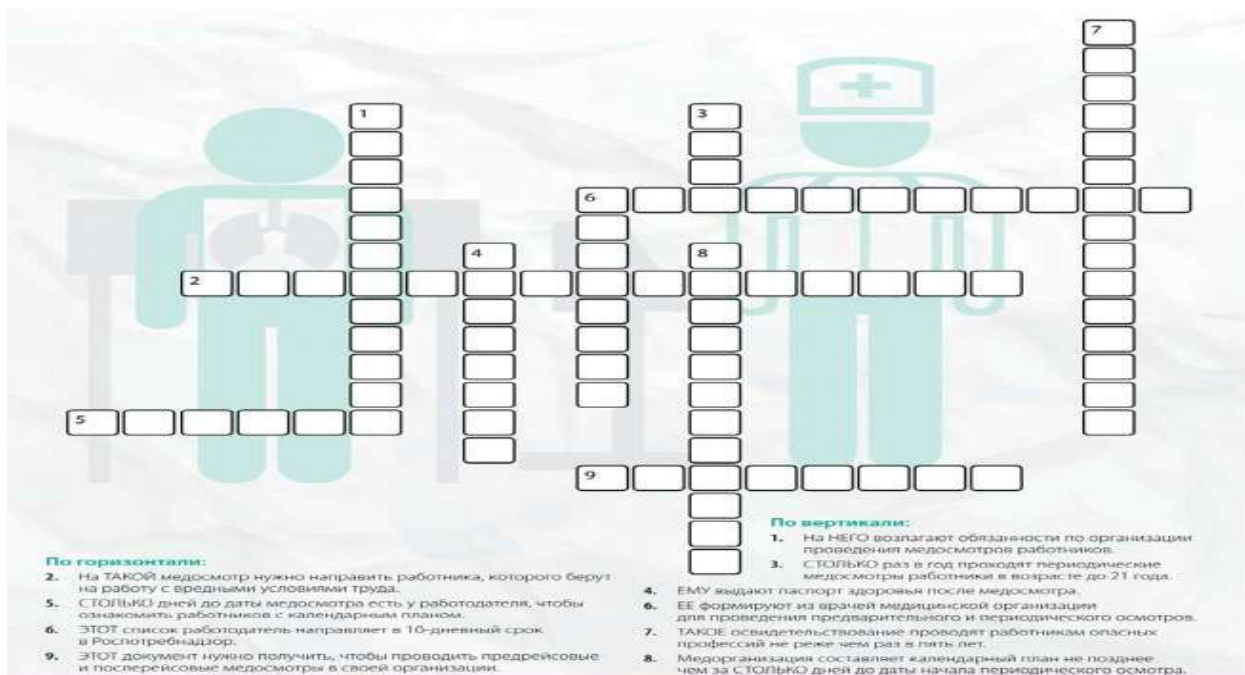 7
1
3
6
4
8
2
5
9
По горизонтали:
2. На ТАКОЙ медосмотр нужно направить работника, которого берут
на работу с вредными условиями труда.
5. СТОЛЬКО дней до даты медосмотра есть у работодателя, чтобы
ознакомить работников с календарным планом.
6. ЭТОТ список работодатель направляет в 10-дневный срок
в Роспотребнадзор.
9. ЭТОТ документ нужно получить, чтобы проводить предрейсовые
и послерейсовые медосмотры в своей организации.
По вертикали:
1. На НЕГО возлагают обязанности по организации
проведения медосмотров работников.
3. СТОЛЬКО раз в год проходят периодические
медосмотры работники в возрасте до 21 года.
4. ЕМУ выдают паспорт здоровья после медосмотра.
6. ЕЕ формируют из врачей медицинской организации
для проведения предварительного и периодического осмотров.
7. ТАКОЕ освидетельствование проводят работникам опасных
профессий не реже чем раз в пять лет.
8. Медорганизация составляет календарный план не позднее
чем за СТОЛЬКО дней до даты начала периодического осмотра.